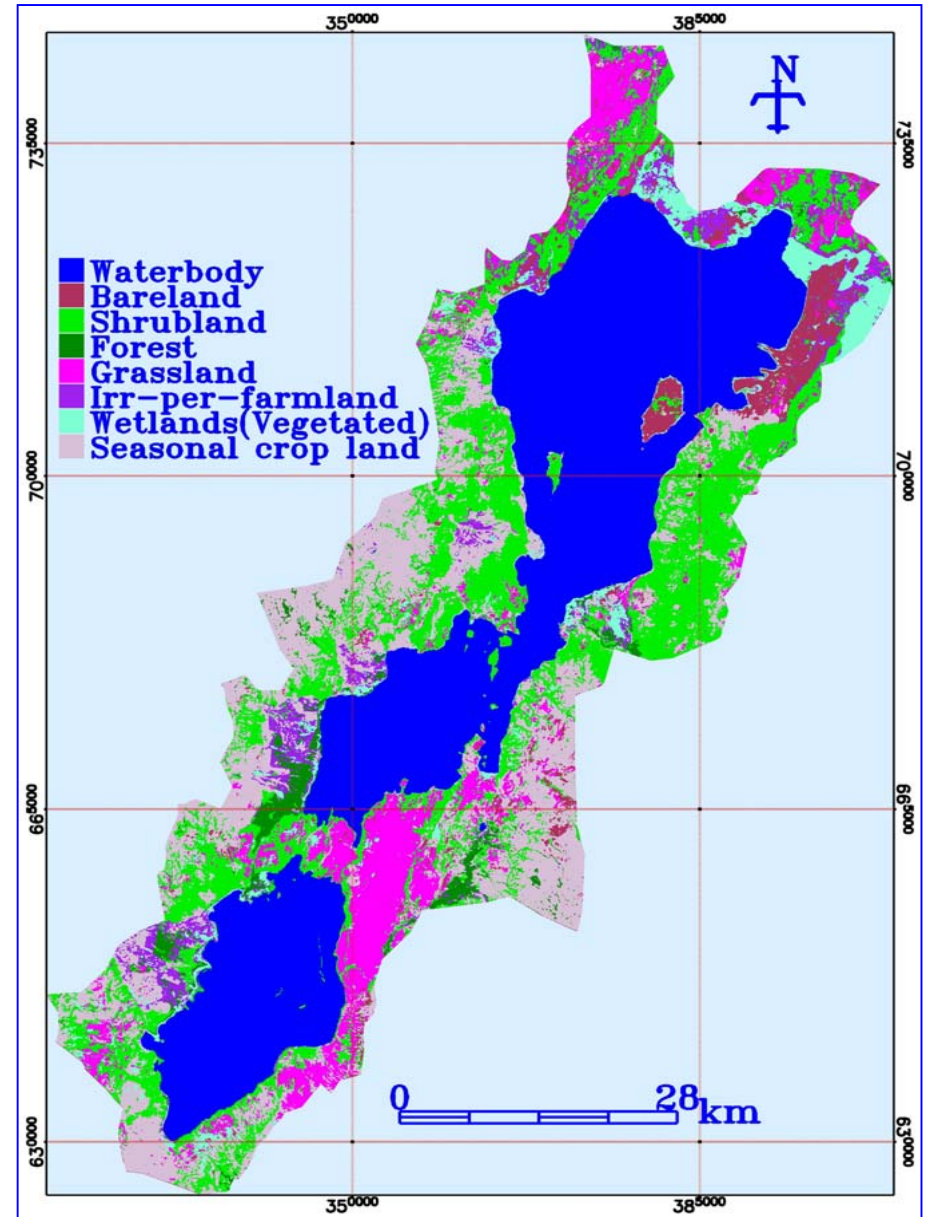 350000 385000
N
735000 735000
Waterbody
Bareland
Shrubland
Forest
Grassland
Irr-per-farmland
Wetlands(Vegetated)
Seasonal crop land
700000 700000
665000 665000
0 28km
630000 630000
350000 385000